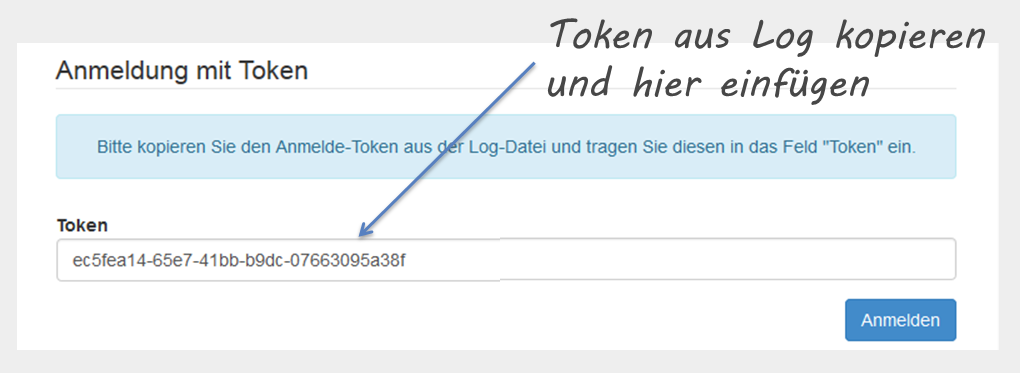 Token aus Log kopieren
und hier einfügen
Anmeldung mit Token
Bitte kopieren Sie den Anmelde-Token aus der Log-Datei und tragen Sie diesen in das Feld "Token" ein.
Token
ec5fea14-65e7-41bb-b9dc-07663095a38f
Anmelden